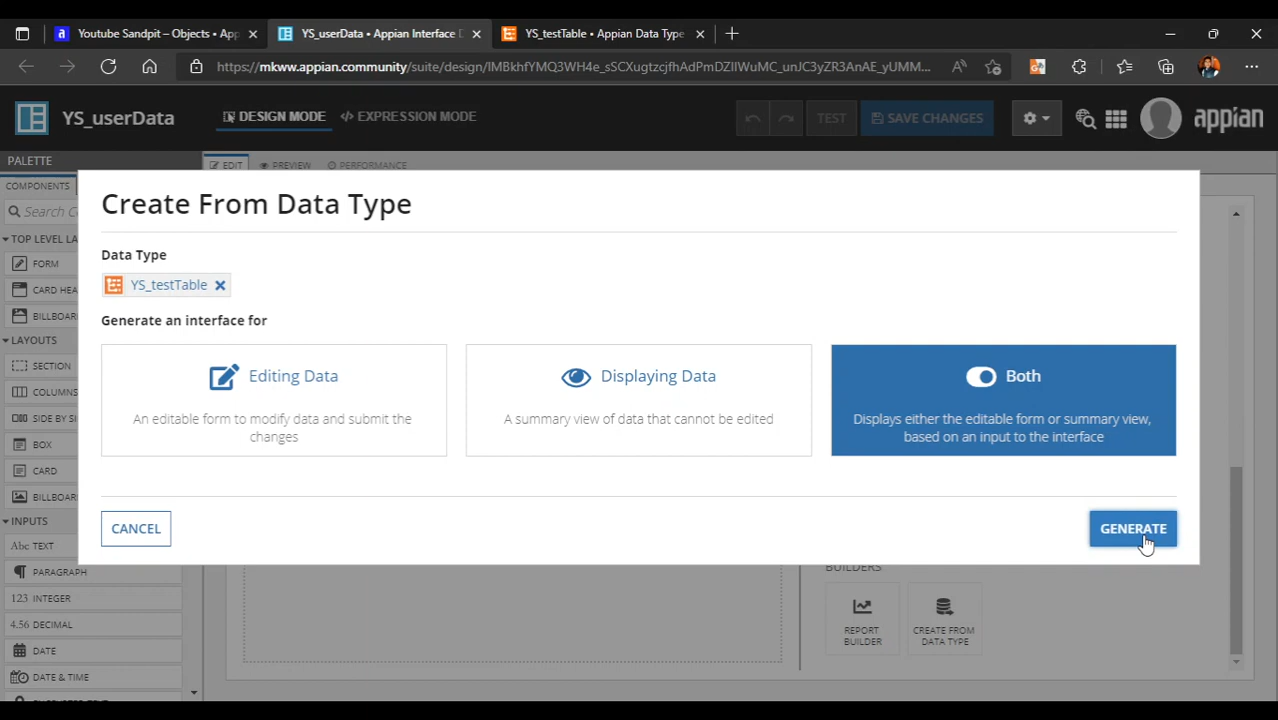 Youtube Sandpit – Objects • App
YS_userData • Appian Interface D
YS_testTable • Appian Data Type
https://mkww.appian.community/suite/design/
YS_userData
DESIGN MODE
EXPRESSION MODE
TEST
SAVE CHANGES
appian
PALETTE
EDIT
PREVIEW
PERFORMANCE
COMPONENTS
Search C
TOP LEVEL LA
FORM
CARD HEA
BILLBOAR
LAYOUTS
SECTION
COLUMNS
SIDE BY SI
BOX
CARD
BILLBOAR
INPUTS
Abc TEXT
PARAGRAPH
123 INTEGER
4.56 DECIMAL
DATE
DATE & TIME
Create From Data Type
Data Type
YS_testTable
Generate an interface for
Editing Data
An editable form to modify data and submit the
changes
Displaying Data
A summary view of data that cannot be edited
Both
Displays either the editable form or summary view,
based on an input to the interface
CANCEL
GENERATE
BUILDERS
REPORT
BUILDER
CREATE FROM
DATA TYPE